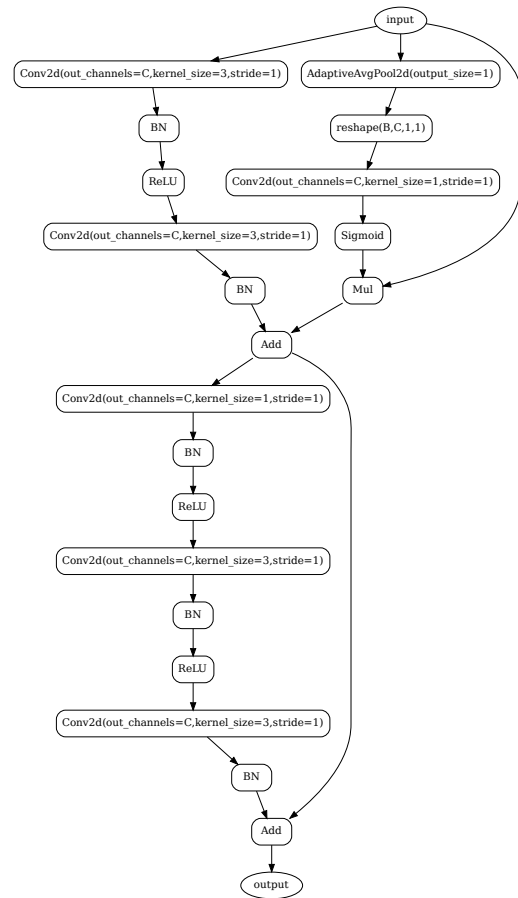 input
Conv2d(out_channels=C,kernel_size=3,stride=1)
AdaptiveAvgPool2d(output_size=1)
BN
reshape(B,C,1,1)
ReLU
Conv2d(out_channels=C,kernel_size=1,stride=1)
Conv2d(out_channels=C,kernel_size=3,stride=1)
Sigmoid
BN
Mul
Add
Conv2d(out_channels=C,kernel_size=1,stride=1)
BN
ReLU
Conv2d(out_channels=C,kernel_size=3,stride=1)
BN
ReLU
Conv2d(out_channels=C,kernel_size=3,stride=1)
BN
Add
output